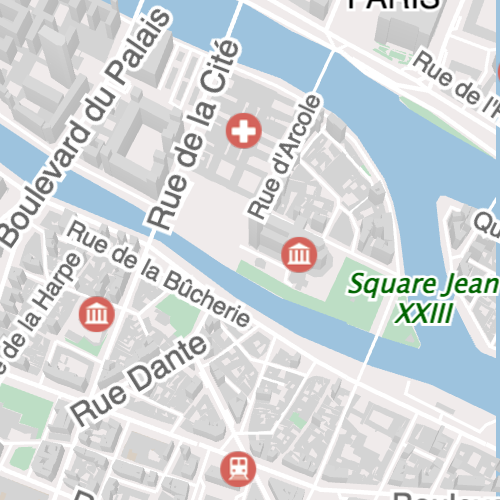 PARIS
Boulevard du Palais
Rue de la Cité
Rue d'Arcole
Rue de l'H
Qu
Rue de la Bûcherie
Square Jean
XXIII
de la Harpe
Rue Dante